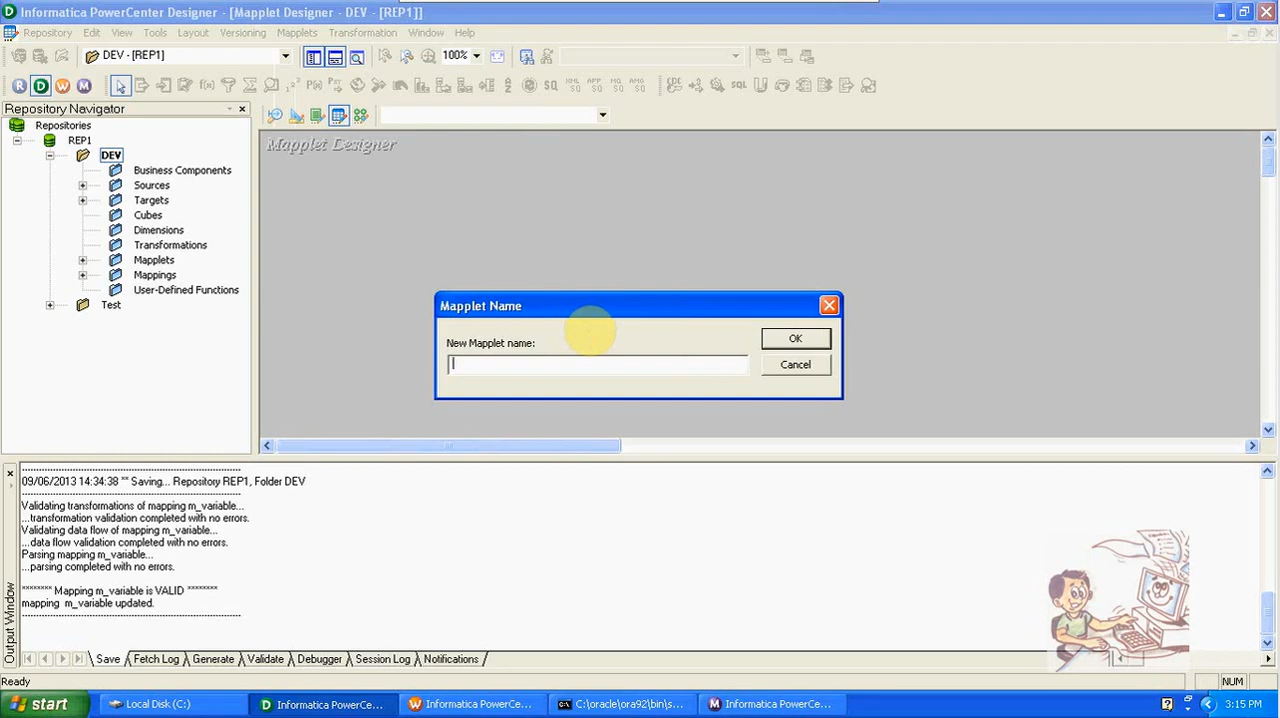 Informatica PowerCenter Designer - [Mapplet Designer - DEV - [REP1]]
Repository Edit View Tools Layout Versioning Mapplets Transformation Window Help
DEV - [REP1] 100%
Repository Navigator
Repositories
REP1
DEV
Business Components
Sources
Targets
Cubes
Dimensions
Transformations
Mapplets
Mappings
User-Defined Functions
Test
Mapplet Designer
Mapplet Name
New Mapplet name:
OK
Cancel
Output Window
09/06/2013 14:34:38 ** Saving... Repository REP1, Folder DEV
Validating transformations of mapping m_variable...
...transformation validation completed with no errors.
Validating data flow of mapping m_variable...
...data flow validation completed with no errors.
Parsing mapping m_variable...
...parsing completed with no errors.
******** Mapping m_variable is VALID ********
mapping m_variable updated.
Save Fetch Log Generate Validate Debugger Session Log Notifications
Ready NUM
start Local Disk (C:) Informatica PowerCe... Informatica PowerCe... C:\oracle\ora92\bin\s... Informatica PowerCe... 3:15 PM